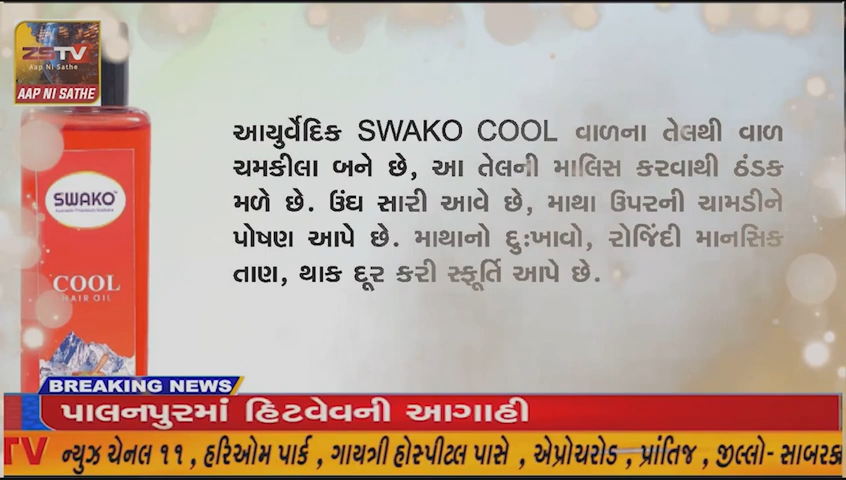 ZSTV
Aap Ni Sathe
AAP NI SATHE
આયુર્વેદિક SWAKO COOL વાળના તેલથી વાળ
ચમકીલા બને છે, આ તેલની માલિસ કરવાથી ઠંડક
મળે છે. ઉંઘ સારી આવે છે, માથા ઉપરની ચામડીને
પોષણ આપે છે. માથાનો દુઃખાવો, રોજિંદી માનસિક
તાણ, થાક દૂર કરી સ્ફૂર્તિ આપે છે.
SWAKO
COOL
HAIR OIL
BREAKING NEWS
પાલનપુરમાં હિટવેવની આગાહી
TV ન્યુઝ ચેનલ ૧૧ , હરિઓમ પાર્ક , ગાયત્રી હોસ્પીટલ પાસે , એપ્રોચરોડ , પ્રાંતિજ , જીલ્લો- સાબરકા